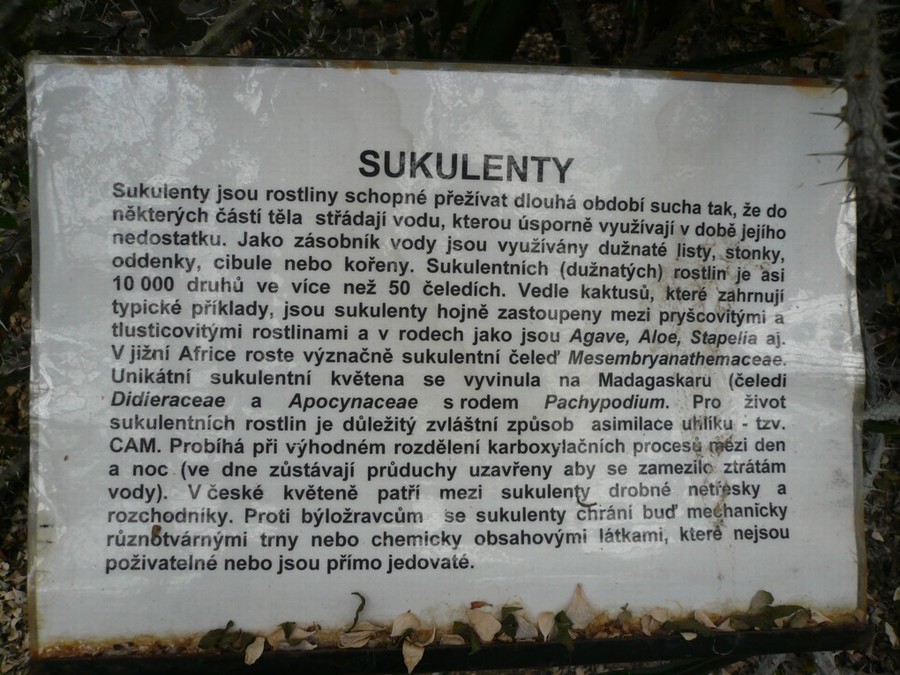 SUKULENTY
Sukulenty jsou rostliny schopné přežívat dlouhá období sucha tak, že do
některých částí těla střádají vodu, kterou úsporně využívají v době jejího
nedostatku. Jako zásobník vody jsou využívány dužnaté listy, stonky,
oddenky, cibule nebo kořeny. Sukulentních (dužnatých) rostlin je asi
10 000 druhů ve více než 50 čeledích. Vedle kaktusů, které zahrnují
typické příklady, jsou sukulenty hojně zastoupeny mezi pryšcovitými a
tlusticovitými rostlinami a v rodech jako jsou Agave, Aloe, Stapelia aj.
V jižní Africe roste význačně sukulentní čeleď Mesembryanathemaceae.
Unikátní sukulentní květena se vyvinula na Madagaskaru (čeledi
Didieraceae a Apocynaceae s rodem Pachypodium. Pro život
sukulentních rostlin je důležitý zvláštní způsob asimilace uhlíku - tzv.
CAM. Probíhá při výhodném rozdělení karboxylačních procesů mezi den
a noc (ve dne zůstávají průduchy uzavřeny aby se zamezilo ztrátám
vody). V české květeně patří mezi sukulenty drobné netřesky a
rozchodníky. Proti býložravcům se sukulenty chrání buď mechanicky
různotvárnými trny nebo chemicky obsahovými látkami, které nejsou
poživatelné nebo jsou přímo jedovaté.